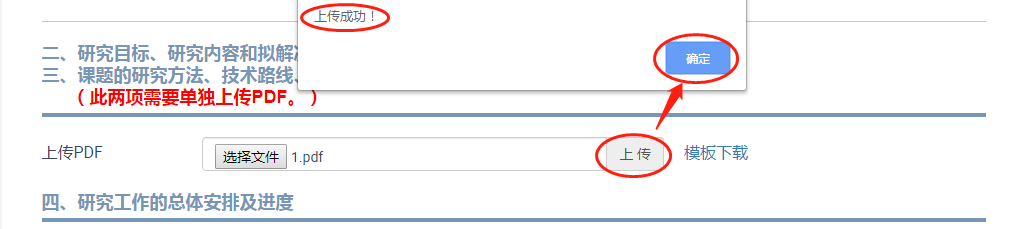 上传成功！
确定
二、研究目标、研究内容和拟解
三、课题的研究方法、技术路线、
（此两项需要单独上传PDF。）
上传PDF 选择文件 1.pdf 上 传 模板下载
四、研究工作的总体安排及进度